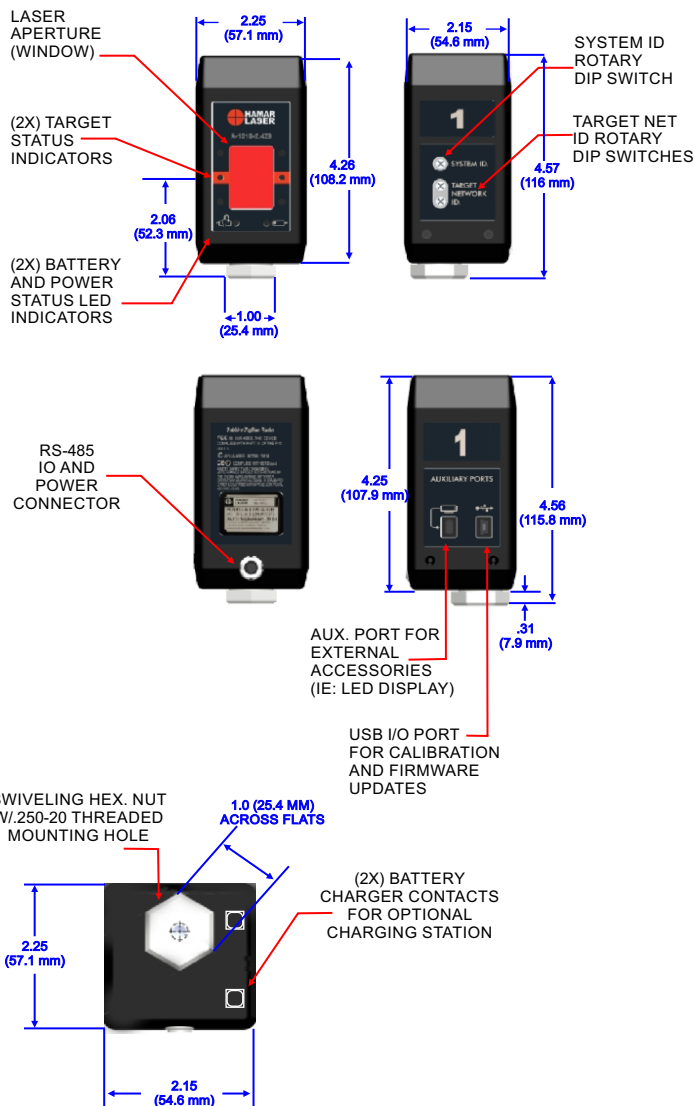 LASER
APERTURE
(WINDOW)
2.25
(57.1 mm)
2.15
(54.6 mm)
SYSTEM ID
ROTARY
DIP SWITCH
HAMAR
LASER
(2X) TARGET
STATUS
INDICATORS
4.26
(108.2 mm)
1
SYSTEM ID.
TARGET
NETWORK
ID.
TARGET NET
ID ROTARY
DIP SWITCHES
4.57
(116 mm)
2.06
(52.3 mm)
(2X) BATTERY
AND POWER
STATUS LED
INDICATORS
1.00
(25.4 mm)
RS-485
IO AND
POWER
CONNECTOR
4.25
(107.9 mm)
1
AUXILIARY PORTS
4.56
(115.8 mm)
.31
(7.9 mm)
AUX. PORT FOR
EXTERNAL
ACCESSORIES
(IE: LED DISPLAY)
USB I/O PORT
FOR CALIBRATION
AND FIRMWARE
UPDATES
SWIVELING HEX. NUT
W/.250-20 THREADED
MOUNTING HOLE
1.0 (25.4 MM)
ACROSS FLATS
(2X) BATTERY
CHARGER CONTACTS
FOR OPTIONAL
CHARGING STATION
2.25
(57.1 mm)
2.15
(54.6 mm)